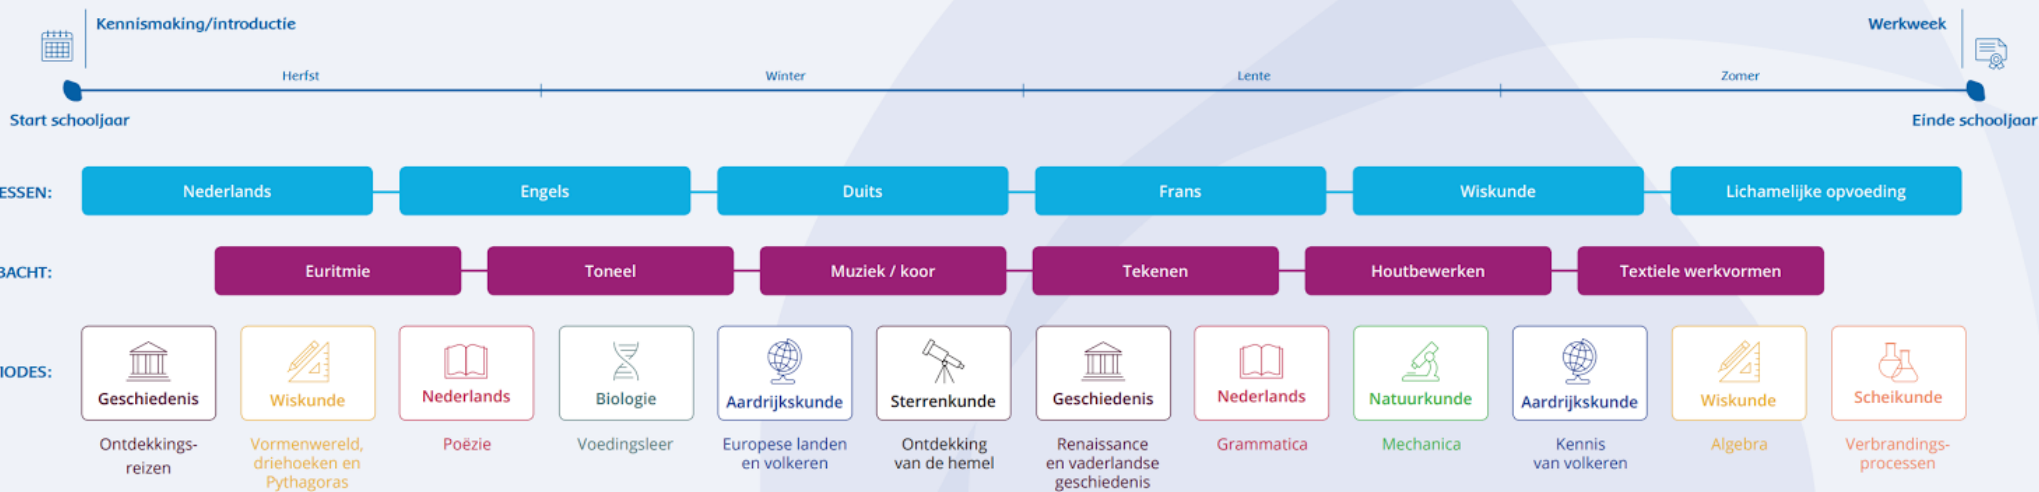 Kennismaking/introductie
Werkweek
Herfst
Winter
Lente
Zomer
Start schooljaar
Einde schooljaar
ESSEN:
Nederlands
Engels
Duits
Frans
Wiskunde
Lichamelijke opvoeding
BACHT:
Euritmie
Toneel
Muziek / koor
Tekenen
Houtbewerken
Textiele werkvormen
IODES:
Geschiedenis
Ontdekkings-
reizen
Wiskunde
Vormenwereld,
driehoeken en
Pythagoras
Nederlands
Poëzie
Biologie
Voedingsleer
Aardrijkskunde
Europese landen
en volkeren
Sterrenkunde
Ontdekking
van de hemel
Geschiedenis
Renaissance
en vaderlandse
geschiedenis
Nederlands
Grammatica
Natuurkunde
Mechanica
Aardrijkskunde
Kennis
van volkeren
Wiskunde
Algebra
Scheikunde
Verbrandings-
processen